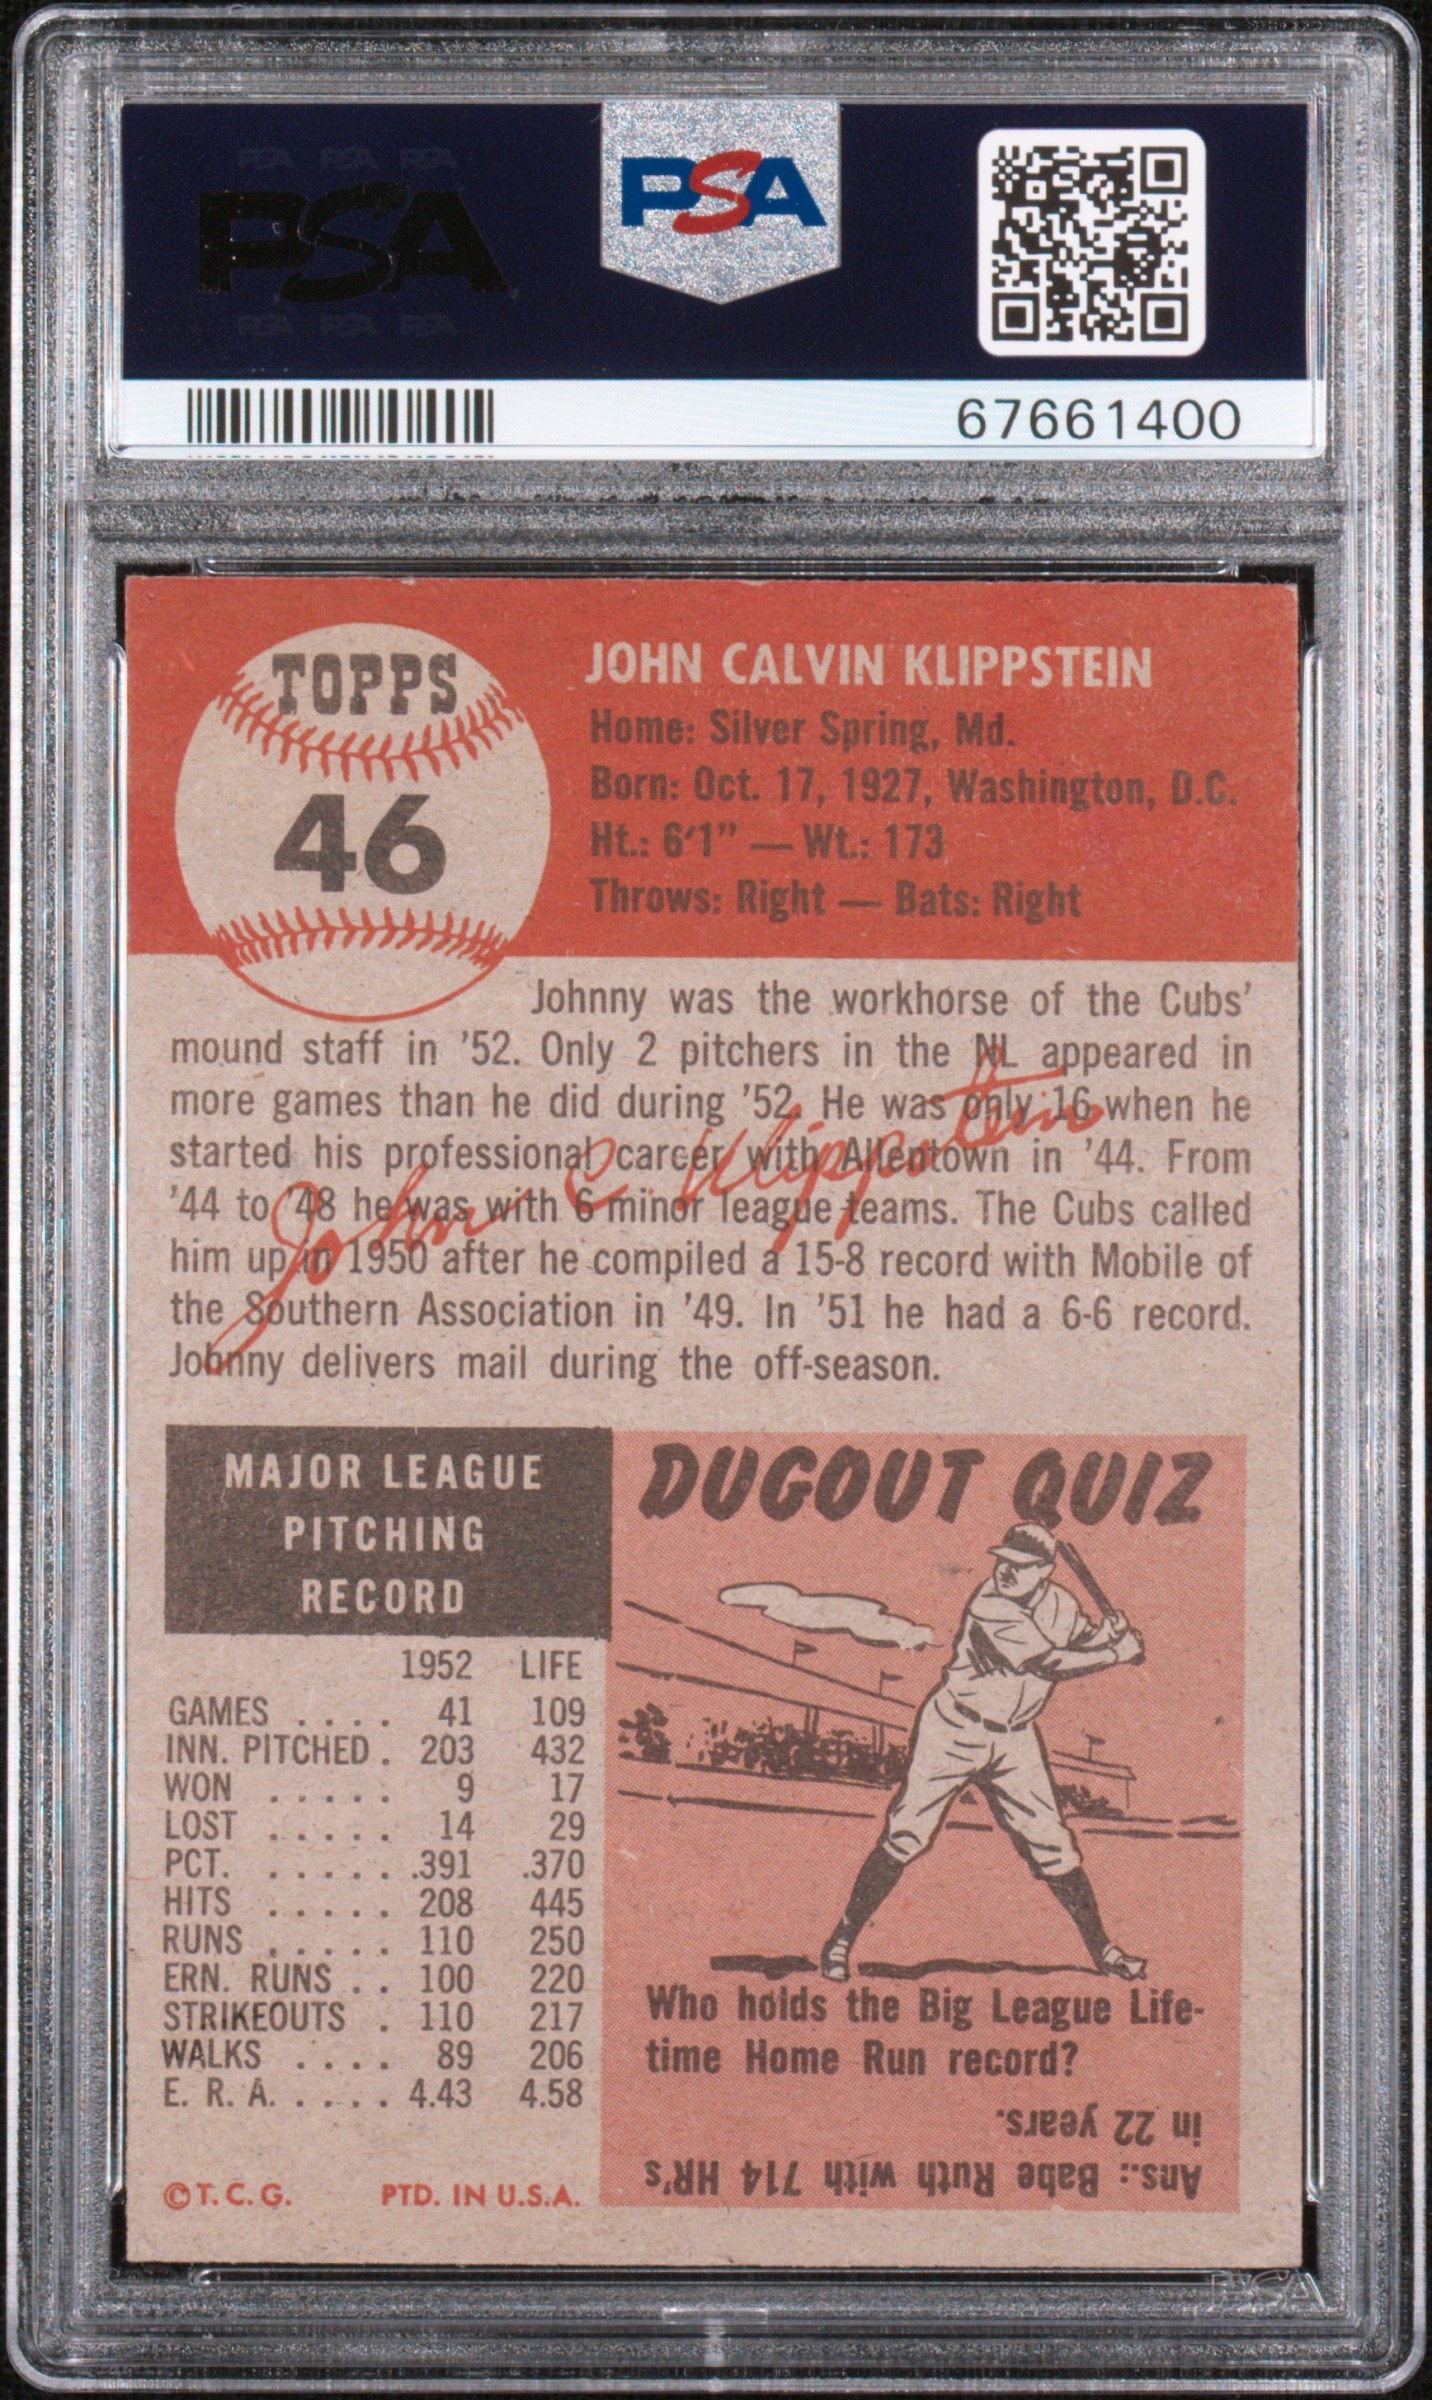 PSA PSA PSA
PSA
PSA PSA PSA
PSA
67661400
TOPPS
46
JOHN CALVIN KLIPPSTEIN
Home: Silver Spring, Md.
Born: Oct. 17, 1927, Washington, D.C.
Ht.: 6'1" — Wt.: 173
Throws: Right — Bats: Right
Johnny was the workhorse of the Cubs'
mound staff in '52. Only 2 pitchers in the NL appeared in
more games than he did during '52. He was only 16 when he
started his professional career with Allentown in '44. From
'44 to '48 he was with 6 minor league teams. The Cubs called
him up in 1950 after he compiled a 15-8 record with Mobile of
the Southern Association in '49. In '51 he had a 6-6 record.
Johnny delivers mail during the off-season.
John C. Klippstein
MAJOR LEAGUE
PITCHING
RECORD
1952 LIFE
GAMES . . . . 41 109
INN. PITCHED . 203 432
WON . . . . . 9 17
LOST . . . . . 14 29
PCT. . . . . . .391 .370
HITS . . . . . 208 445
RUNS . . . . . 110 250
ERN. RUNS . . 100 220
STRIKEOUTS . 110 217
WALKS . . . . 89 206
E. R. A. . . . . 4.43 4.58
©T. C. G. PTD. IN U.S.A.
DUGOUT QUIZ
Who holds the Big League Life-
time Home Run record?
Ans.: Babe Ruth with 714 HR's
in 22 years.
PSA